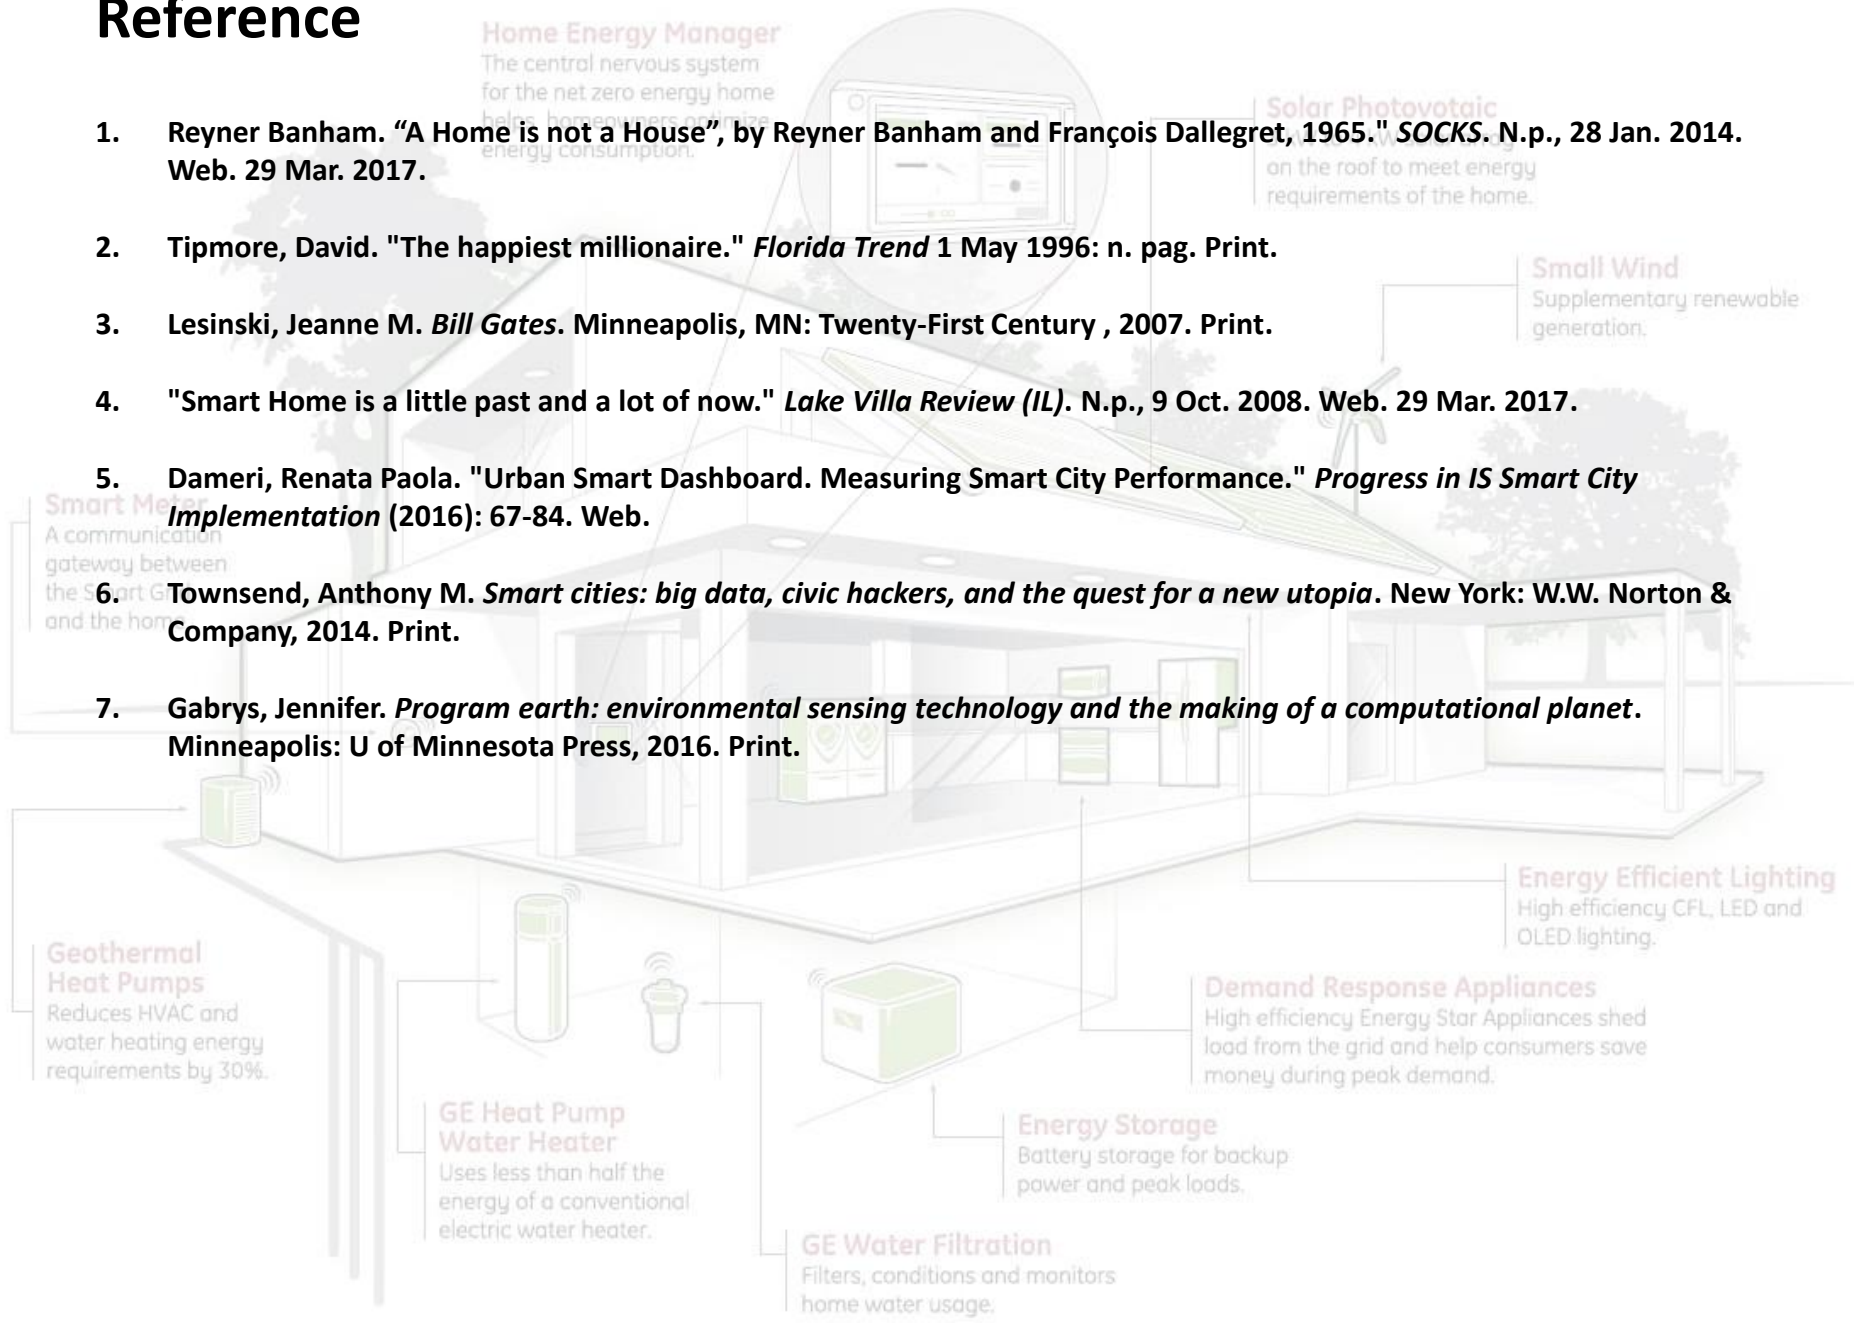 Reference
1. Reyner Banham. “A Home is not a House”, by Reyner Banham and François Dallegret, 1965." SOCKS. N.p., 28 Jan. 2014.
Web. 29 Mar. 2017.
2. Tipmore, David. "The happiest millionaire." Florida Trend 1 May 1996: n. pag. Print.
3. Lesinski, Jeanne M. Bill Gates. Minneapolis, MN: Twenty-First Century , 2007. Print.
4. "Smart Home is a little past and a lot of now." Lake Villa Review (IL). N.p., 9 Oct. 2008. Web. 29 Mar. 2017.
5. Dameri, Renata Paola. "Urban Smart Dashboard. Measuring Smart City Performance." Progress in IS Smart City
Implementation (2016): 67-84. Web.
6. Townsend, Anthony M. Smart cities: big data, civic hackers, and the quest for a new utopia. New York: W.W. Norton &
Company, 2014. Print.
7. Gabrys, Jennifer. Program earth: environmental sensing technology and the making of a computational planet.
Minneapolis: U of Minnesota Press, 2016. Print.
Home Energy Manager
The central nervous system
for the net zero energy home
helps homeowners optimize
energy consumption.
Solar Photovotaic
on the roof to meet energy
requirements of the home.
Small Wind
Supplementary renewable
generation.
Smart Meter
A communication
gateway between
the Smart Grid
and the home
Geothermal
Heat Pumps
Reduces HVAC and
water heating energy
requirements by 30%.
GE Heat Pump
Water Heater
Uses less than half the
energy of a conventional
electric water heater.
GE Water Filtration
Filters, conditions and monitors
home water usage.
Energy Storage
Battery storage for backup
power and peak loads.
Demand Response Appliances
High efficiency Energy Star Appliances shed
load from the grid and help consumers save
money during peak demand.
Energy Efficient Lighting
High efficiency CFL, LED and
OLED lighting.